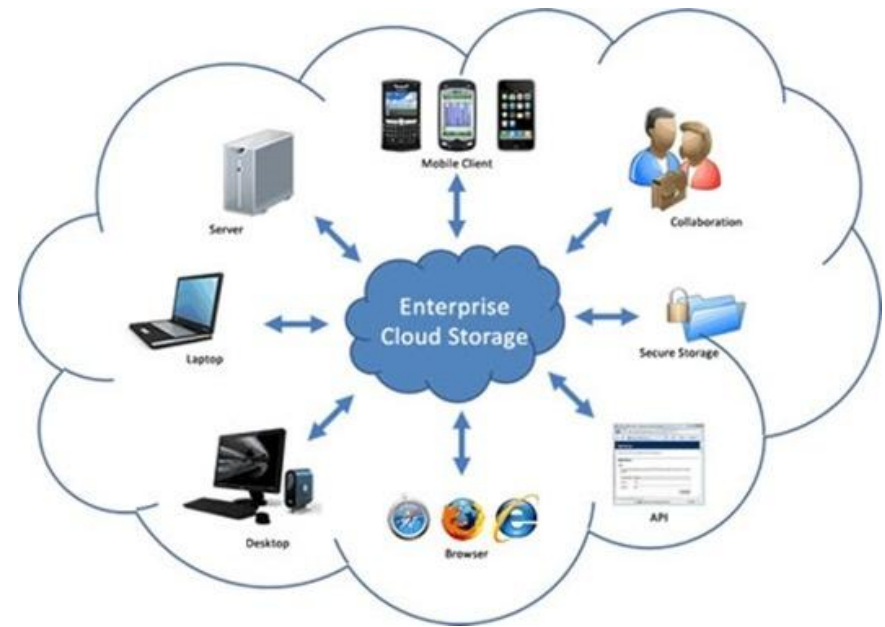 Mobile Client
Server
Collaboration
Enterprise
Cloud Storage
Laptop
Secure Storage
Desktop
Browser
API